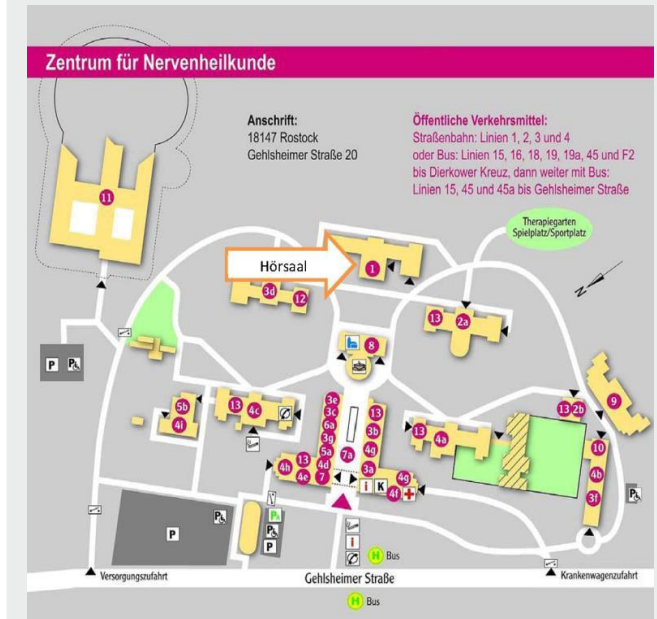 Zentrum für Nervenheilkunde
Anschrift:
18147 Rostock
Gehlsheimer Straße 20
Öffentliche Verkehrsmittel:
Straßenbahn: Linien 1, 2, 3 und 4
oder Bus: Linien 15, 16, 18, 19, 19a, 45 und F2
bis Dierkower Kreuz, dann weiter mit Bus:
Linien 15, 45 und 45a bis Gehlsheimer Straße
11
Therapiegarten
Spielplatz/Sportplatz
Hörsaal
1
N
3d
12
13
2a
8
P
P
9
3e
3c
13
5b
13
4c
6a
3b
13
4a
13
2b
4i
3g
4g
10
5a
7a
13
4d
3a
4g
4b
4h
4e
7
i
K
4f
3f
P
P
P
P
P
P
i
H
Bus
Versorgungszufahrt
Gehlsheimer Straße
Krankenwagenzufahrt
H
Bus